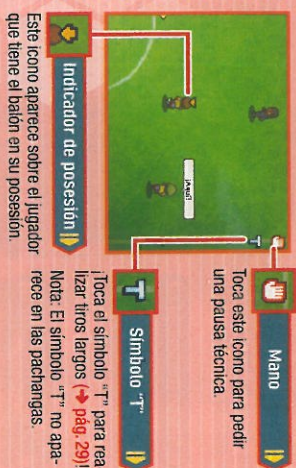 Mano
Toca este icono para pedir
una pausa técnica.
¡Aquí!
T
Indicador de posesión
Este icono aparece sobre el jugador
que tiene el balón en su posesión.
T
Símbolo "T"
¡Toca el símbolo "T" para rea
lizar tiros largos (➔ pág. 29)!
Nota: El símbolo "T" no apa-
rece en las pachangas.